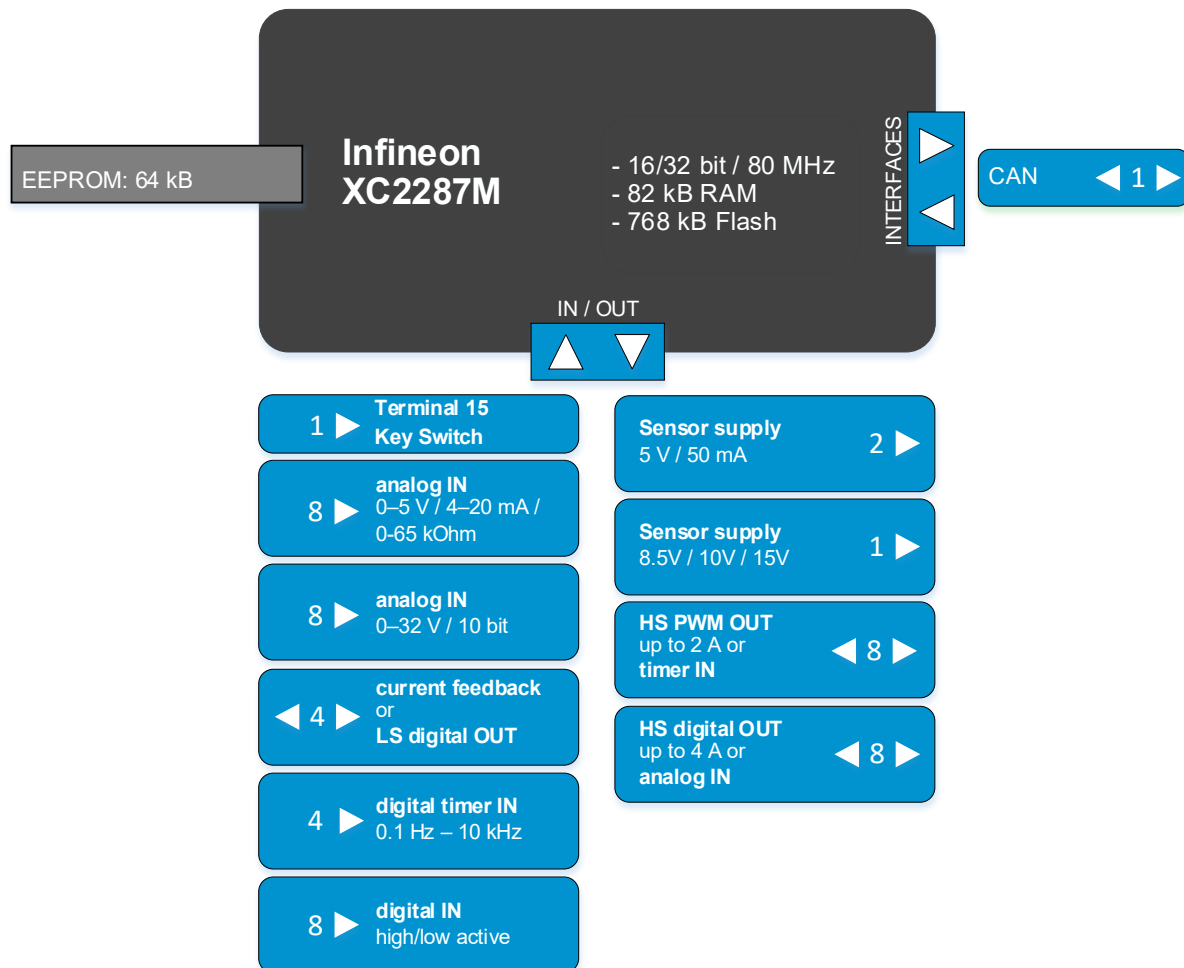 EEPROM: 64 kB
Infineon
XC2287M
- 16/32 bit / 80 MHz
- 82 kB RAM
- 768 kB Flash
INTERFACES
CAN 1
IN / OUT
1 Terminal 15
Key Switch
8 analog IN
0–5 V / 4–20 mA /
0-65 kOhm
8 analog IN
0–32 V / 10 bit
4 current feedback
or
LS digital OUT
4 digital timer IN
0.1 Hz – 10 kHz
8 digital IN
high/low active
Sensor supply
5 V / 50 mA
2
Sensor supply
8.5V / 10V / 15V
1
HS PWM OUT
up to 2 A or
timer IN
8
HS digital OUT
up to 4 A or
analog IN
8